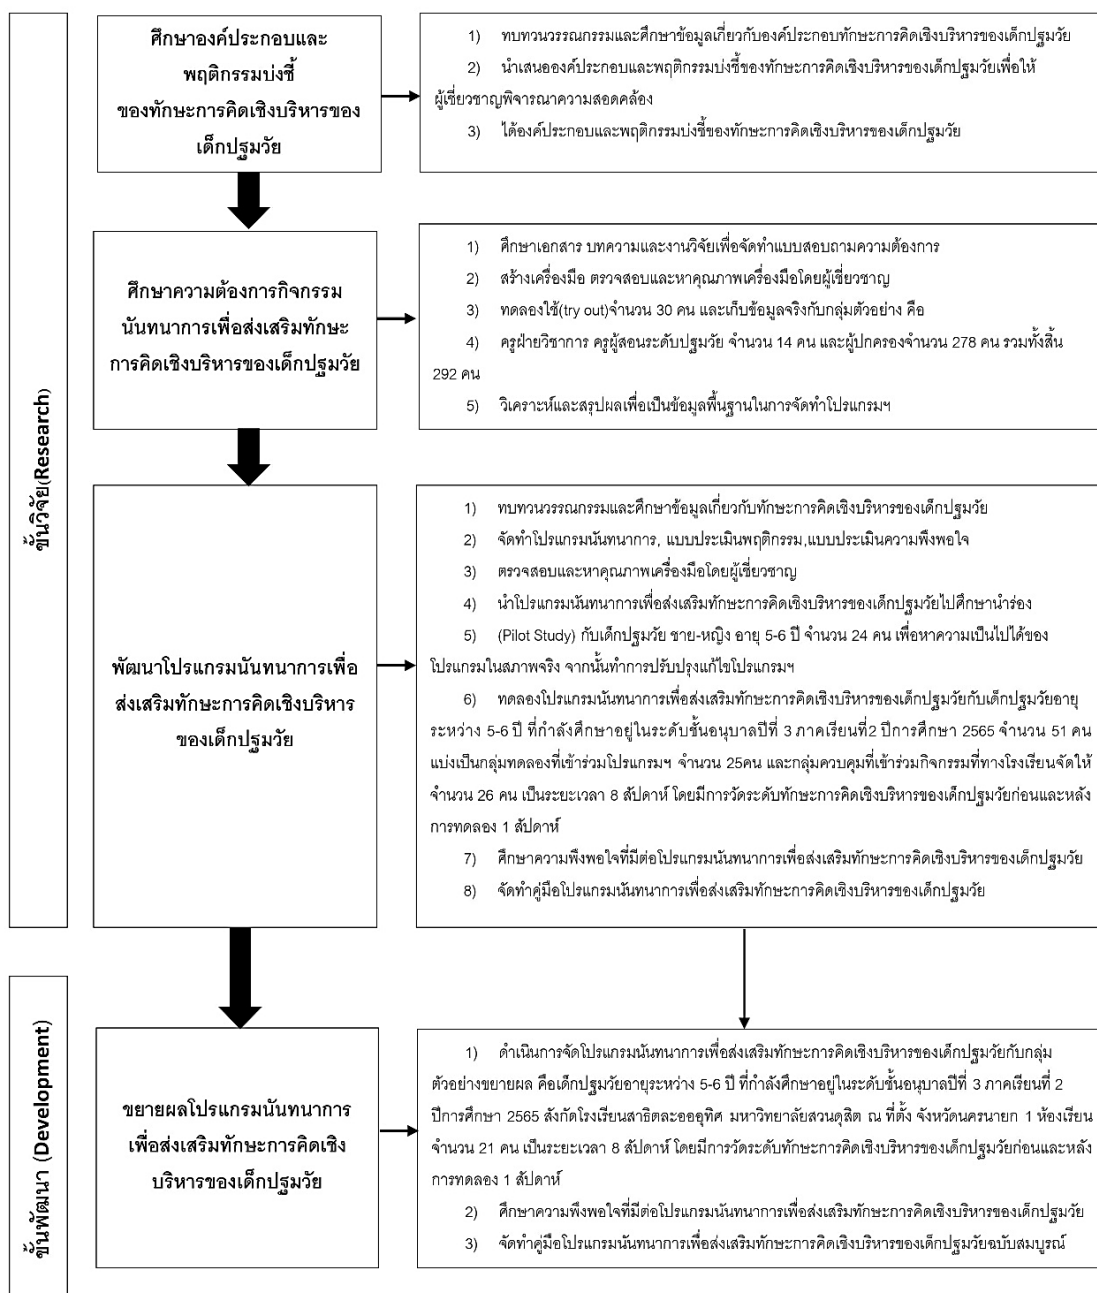 ขั้นวิจัย(Research)
ศึกษาองค์ประกอบและ
พฤติกรรมบ่งชี้
ของทักษะการคิดเชิงบริหารของ
เด็กปฐมวัย
1) ทบทวนวรรณกรรมและศึกษาข้อมูลเกี่ยวกับองค์ประกอบทักษะการคิดเชิงบริหารของเด็กปฐมวัย
2) นำเสนอองค์ประกอบและพฤติกรรมบ่งชี้ของทักษะการคิดเชิงบริหารของเด็กปฐมวัยเพื่อให้
ผู้เชี่ยวชาญพิจารณาความสอดคล้อง
3) ได้องค์ประกอบและพฤติกรรมบ่งชี้ของทักษะการคิดเชิงบริหารของเด็กปฐมวัย
ศึกษาความต้องการกิจกรรม
นันทนาการเพื่อส่งเสริมทักษะ
การคิดเชิงบริหารของเด็กปฐมวัย
1) ศึกษาเอกสาร บทความและงานวิจัยเพื่อจัดทำแบบสอบถามความต้องการ
2) สร้างเครื่องมือ ตรวจสอบและหาคุณภาพเครื่องมือโดยผู้เชี่ยวชาญ
3) ทดลองใช้(try out)จำนวน 30 คน และเก็บข้อมูลจริงกับกลุ่มตัวอย่าง คือ
4) ครูฝ่ายวิชาการ ครูผู้สอนระดับปฐมวัย จำนวน 14 คน และผู้ปกครองจำนวน 278 คน รวมทั้งสิ้น
292 คน
5) วิเคราะห์และสรุปผลเพื่อเป็นข้อมูลพื้นฐานในการจัดทำโปรแกรมฯ
พัฒนาโปรแกรมนันทนาการเพื่อ
ส่งเสริมทักษะการคิดเชิงบริหาร
ของเด็กปฐมวัย
1) ทบทวนวรรณกรรมและศึกษาข้อมูลเกี่ยวกับทักษะการคิดเชิงบริหารของเด็กปฐมวัย
2) จัดทำโปรแกรมนันทนาการ, แบบประเมินพฤติกรรม,แบบประเมินความพึงพอใจ
3) ตรวจสอบและหาคุณภาพเครื่องมือโดยผู้เชี่ยวชาญ
4) นำโปรแกรมนันทนาการเพื่อส่งเสริมทักษะการคิดเชิงบริหารของเด็กปฐมวัยไปศึกษานำร่อง
5) (Pilot Study) กับเด็กปฐมวัย ชาย-หญิง อายุ 5-6 ปี จำนวน 24 คน เพื่อหาความเป็นไปได้ของ
โปรแกรมในสภาพจริง จากนั้นทำการปรับปรุงแก้ไขโปรแกรมฯ
6) ทดลองโปรแกรมนันทนาการเพื่อส่งเสริมทักษะการคิดเชิงบริหารของเด็กปฐมวัยกับเด็กปฐมวัยอายุ
ระหว่าง 5-6 ปี ที่กำลังศึกษาอยู่ในระดับชั้นอนุบาลปีที่ 3 ภาคเรียนที่2 ปีการศึกษา 2565 จำนวน 51 คน
แบ่งเป็นกลุ่มทดลองที่เข้าร่วมโปรแกรมฯ จำนวน 25คน และกลุ่มควบคุมที่เข้าร่วมกิจกรรมที่ทางโรงเรียนจัดให้
จำนวน 26 คน เป็นระยะเวลา 8 สัปดาห์ โดยมีการวัดระดับทักษะการคิดเชิงบริหารของเด็กปฐมวัยก่อนและหลัง
การทดลอง 1 สัปดาห์
7) ศึกษาความพึงพอใจที่มีต่อโปรแกรมนันทนาการเพื่อส่งเสริมทักษะการคิดเชิงบริหารของเด็กปฐมวัย
8) จัดทำคู่มือโปรแกรมนันทนาการเพื่อส่งเสริมทักษะการคิดเชิงบริหารของเด็กปฐมวัย
ขั้นพัฒนา (Development)
ขยายผลโปรแกรมนันทนาการ
เพื่อส่งเสริมทักษะการคิดเชิง
บริหารของเด็กปฐมวัย
1) ดำเนินการจัดโปรแกรมนันทนาการเพื่อส่งเสริมทักษะการคิดเชิงบริหารของเด็กปฐมวัยกับกลุ่ม
ตัวอย่างขยายผล คือเด็กปฐมวัยอายุระหว่าง 5-6 ปี ที่กำลังศึกษาอยู่ในระดับชั้นอนุบาลปีที่ 3 ภาคเรียนที่ 2
ปีการศึกษา 2565 สังกัดโรงเรียนสาธิตละอออุทิศ มหาวิทยาลัยสวนดุสิต ณ ที่ตั้ง จังหวัดนครนายก 1 ห้องเรียน
จำนวน 21 คน เป็นระยะเวลา 8 สัปดาห์ โดยมีการวัดระดับทักษะการคิดเชิงบริหารของเด็กปฐมวัยก่อนและหลัง
การทดลอง 1 สัปดาห์
2) ศึกษาความพึงพอใจที่มีต่อโปรแกรมนันทนาการเพื่อส่งเสริมทักษะการคิดเชิงบริหารของเด็กปฐมวัย
3) จัดทำคู่มือโปรแกรมนันทนาการเพื่อส่งเสริมทักษะการคิดเชิงบริหารของเด็กปฐมวัยฉบับสมบูรณ์